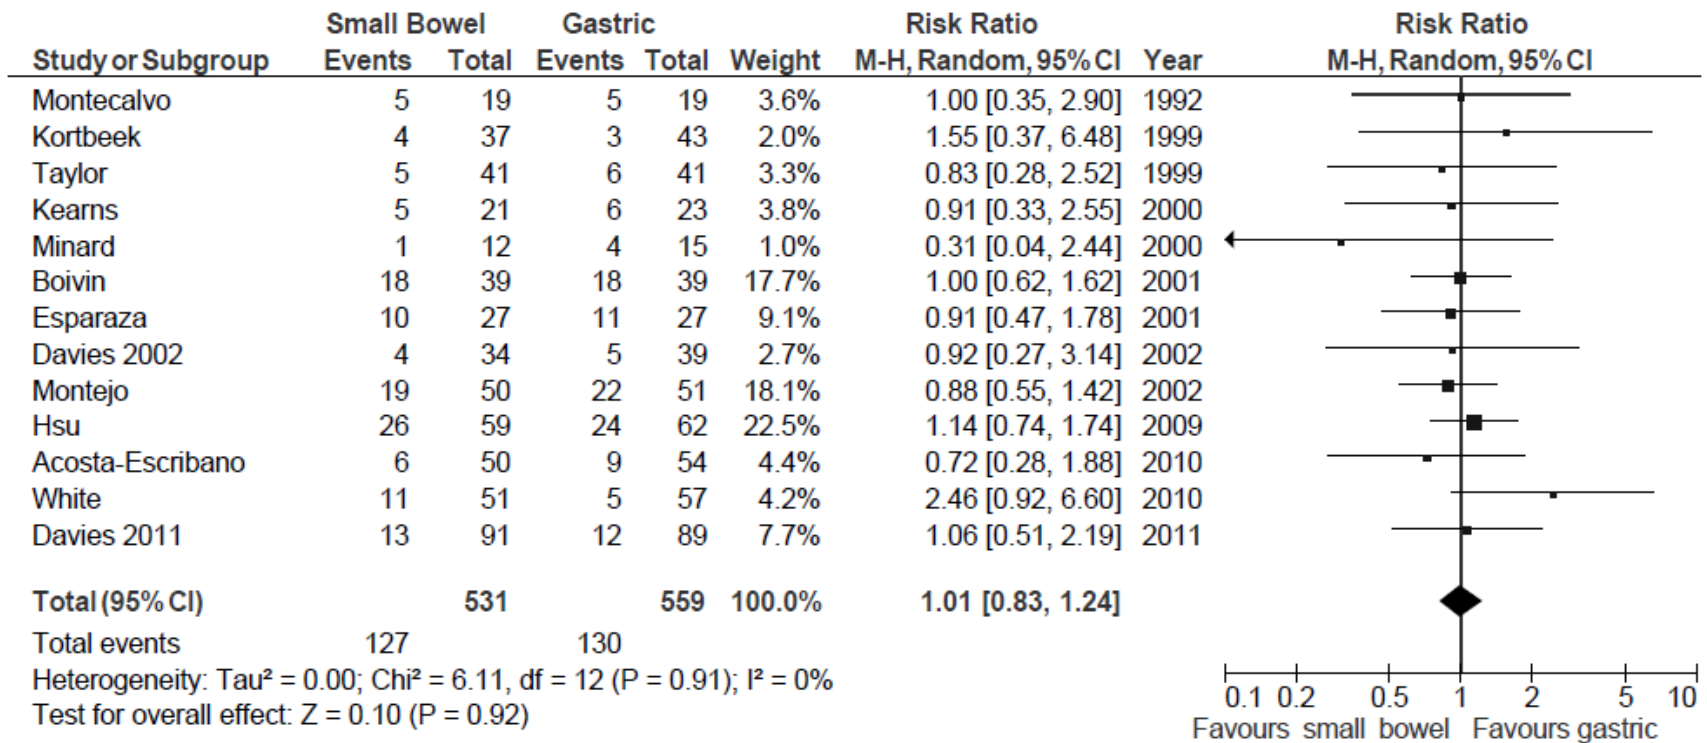 Small Bowel Gastric Risk Ratio Risk Ratio
Study or Subgroup Events Total Events Total Weight M-H, Random, 95% CI Year M-H, Random, 95% CI
Montecalvo 5 19 5 19 3.6% 1.00 [0.35, 2.90] 1992
Kortbeek 4 37 3 43 2.0% 1.55 [0.37, 6.48] 1999
Taylor 5 41 6 41 3.3% 0.83 [0.28, 2.52] 1999
Kearns 5 21 6 23 3.8% 0.91 [0.33, 2.55] 2000
Minard 1 12 4 15 1.0% 0.31 [0.04, 2.44] 2000
Boivin 18 39 18 39 17.7% 1.00 [0.62, 1.62] 2001
Esparaza 10 27 11 27 9.1% 0.91 [0.47, 1.78] 2001
Davies 2002 4 34 5 39 2.7% 0.92 [0.27, 3.14] 2002
Montejo 19 50 22 51 18.1% 0.88 [0.55, 1.42] 2002
Hsu 26 59 24 62 22.5% 1.14 [0.74, 1.74] 2009
Acosta-Escribano 6 50 9 54 4.4% 0.72 [0.28, 1.88] 2010
White 11 51 5 57 4.2% 2.46 [0.92, 6.60] 2010
Davies 2011 13 91 12 89 7.7% 1.06 [0.51, 2.19] 2011
Total (95% CI) 531 559 100.0% 1.01 [0.83, 1.24]
Total events 127 130
Heterogeneity: Tau² = 0.00; Chi² = 6.11, df = 12 (P = 0.91); I² = 0%
Test for overall effect: Z = 0.10 (P = 0.92)
0.1 0.2 0.5 1 2 5 10
Favours small bowel Favours gastric